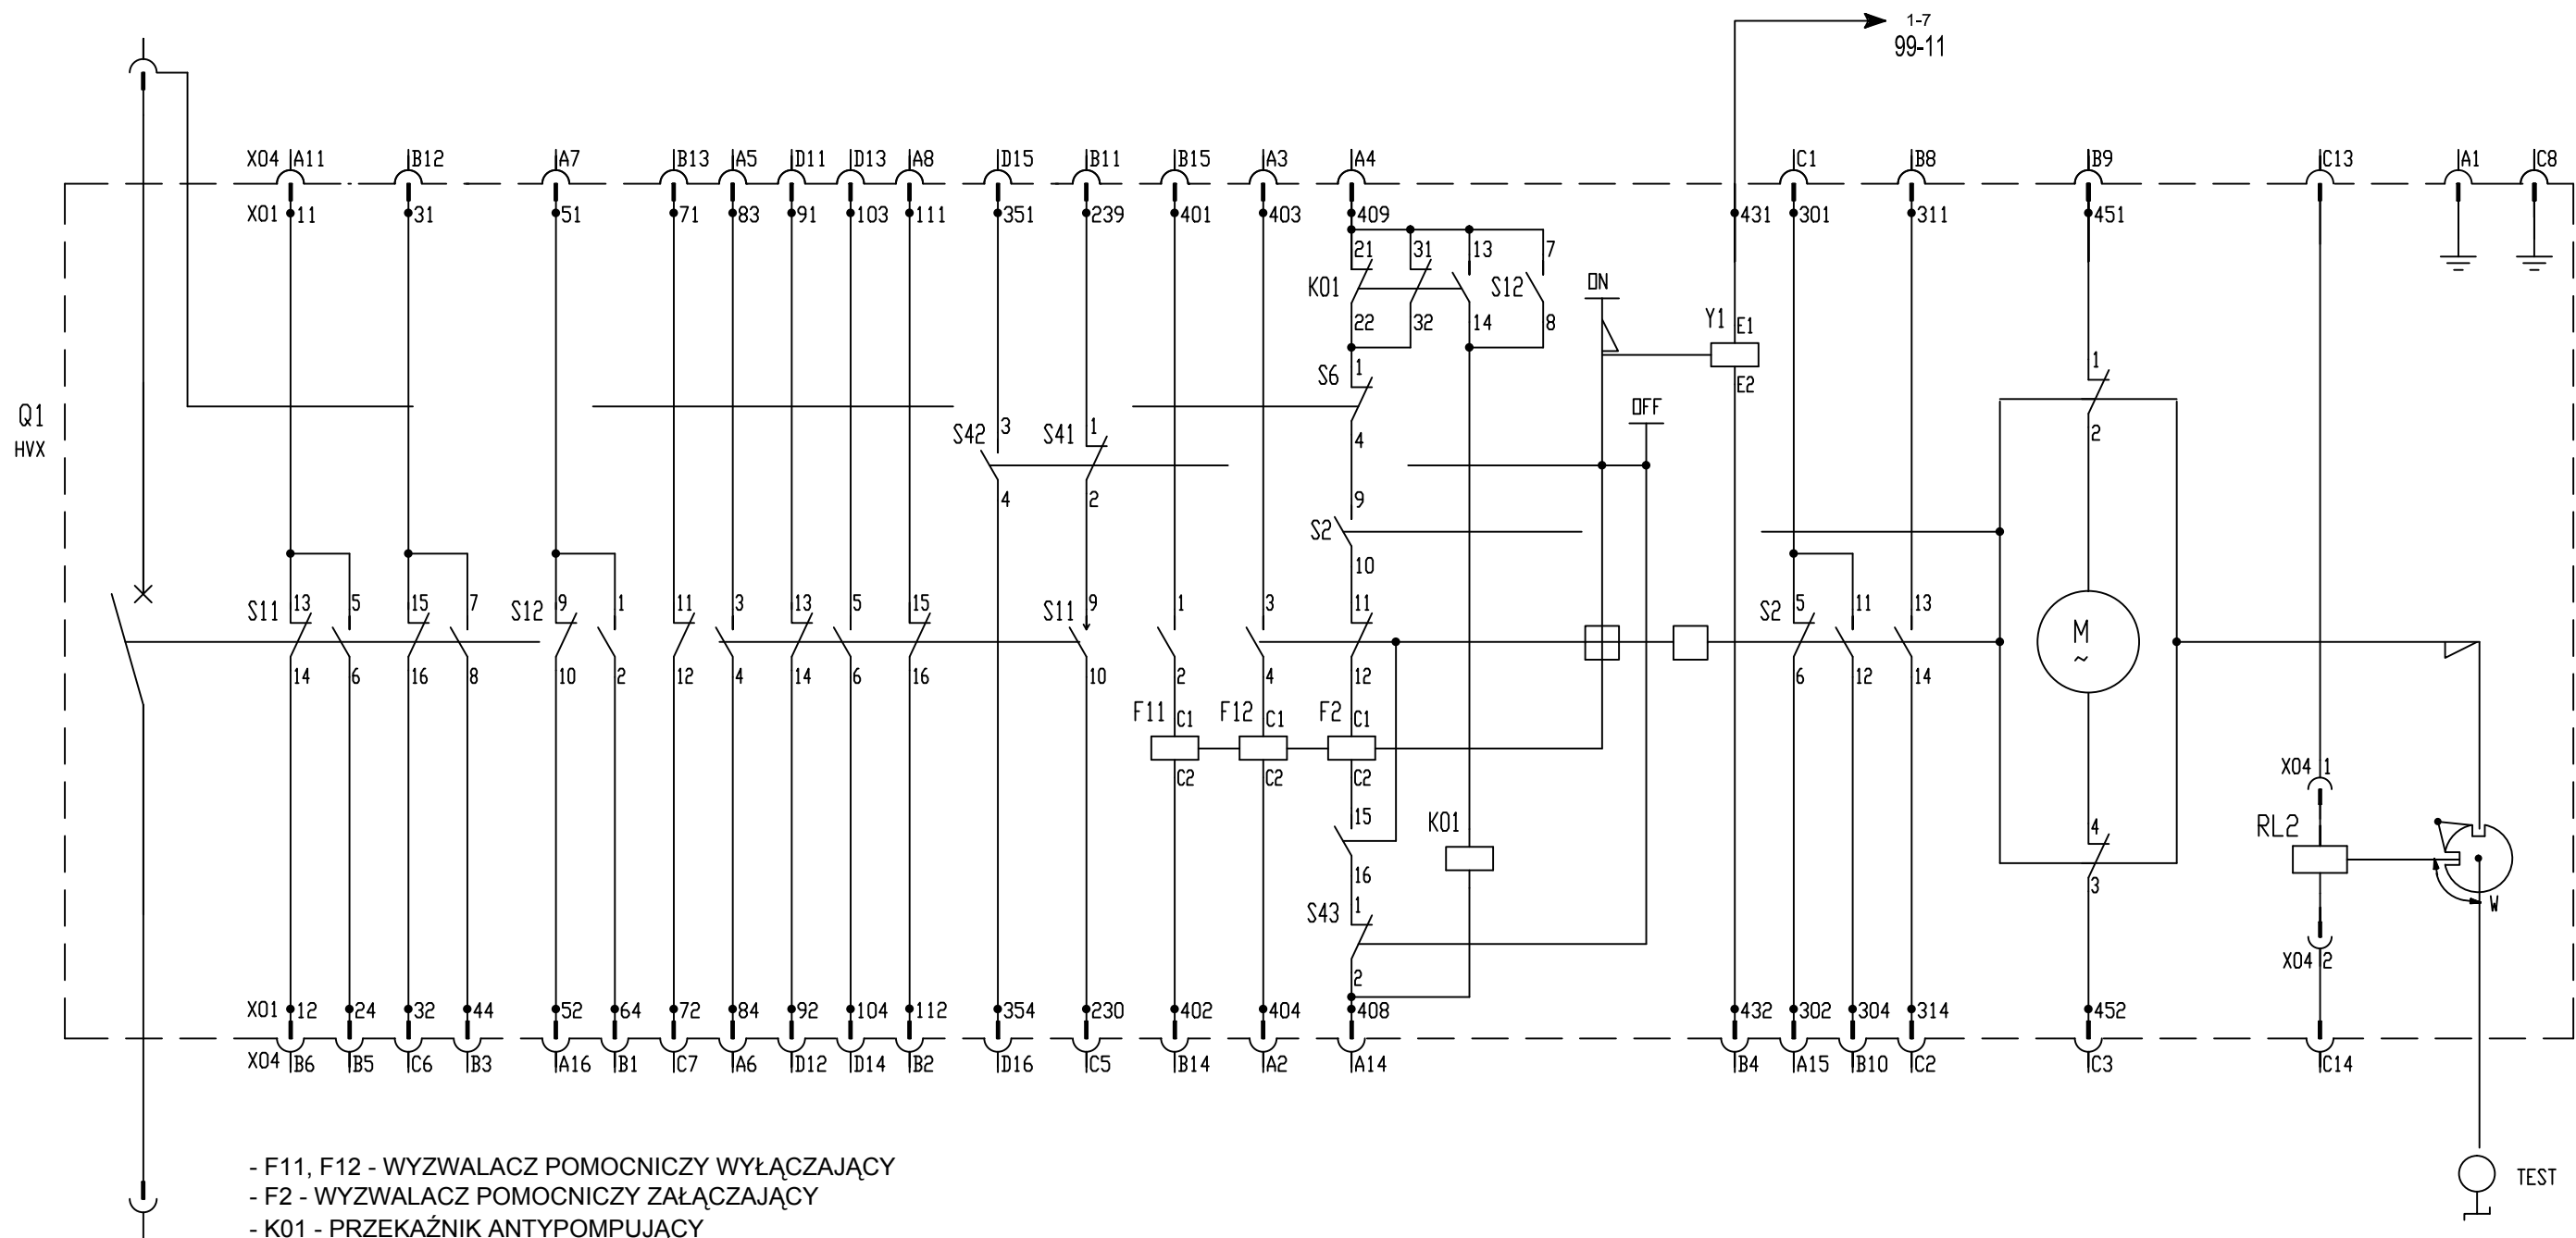 1-7
99-11
X04 A11 B12 A7 B13 A5 D11 D13 A8 D15 B11 B15 A3 A4 C1 B8 B9 C13 A1 C8
X01 11 31 51 71 83 91 103 111 351 239 401 403 409 431 301 311 451
21 31 13 7
K01 S12 ON
22 32 14 8
Y1 E1
E2
S6 1
4
1
2
Q1
HVX
OFF
S42 3 S41 1
4 2
9
S2
10
S11 13 5 15 7 S12 9 1 11 3 13 5 15 S11 9 1 3 11 S2 5 11 13
M
~
14 6 16 8 10 2 12 4 14 6 16 10 2 4 12 6 12 14
F11 C1 F12 C1 F2 C1
C2 C2 C2
X04 1
15 K01 RL2
4
16
3
S43 1
W
2
X04 2
X01 12 24 32 44 52 64 72 84 92 104 112 354 230 402 404 408 432 302 304 314 452
X04 B6 B5 C6 B3 A16 B1 C7 A6 D12 D14 B2 D16 C5 B14 A2 A14 B4 A15 B10 C2 C3 C14
- F11, F12 - WYZWALACZ POMOCNICZY WYŁĄCZAJĄCY
- F2 - WYZWALACZ POMOCNICZY ZAŁĄCZAJĄCY
- K01 - PRZEKAŹNIK ANTYPOMPUJĄCY
TEST